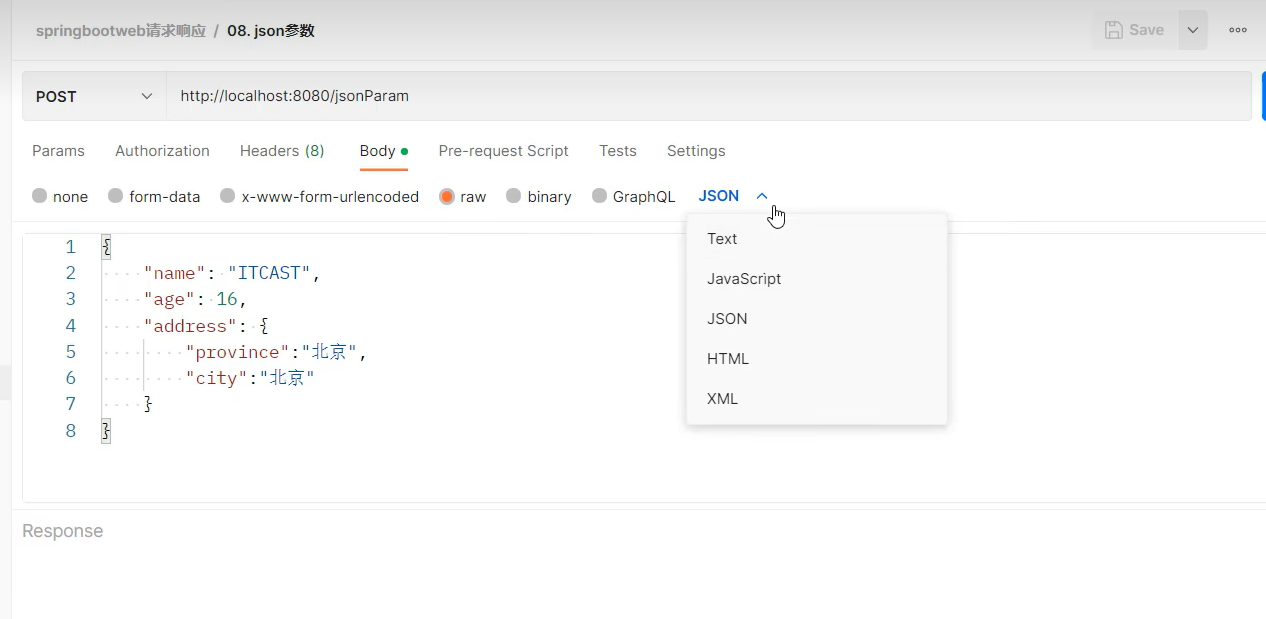 springbootweb请求响应 / 08. json参数 Save
POST http://localhost:8080/jsonParam
Params Authorization Headers (8) Body Pre-request Script Tests Settings
none form-data x-www-form-urlencoded raw binary GraphQL JSON
Text
JavaScript
JSON
HTML
XML
1 {
2 "name": "ITCAST",
3 "age": 16,
4 "address": {
5 "province":"北京",
6 "city":"北京"
7 }
8 }
Response